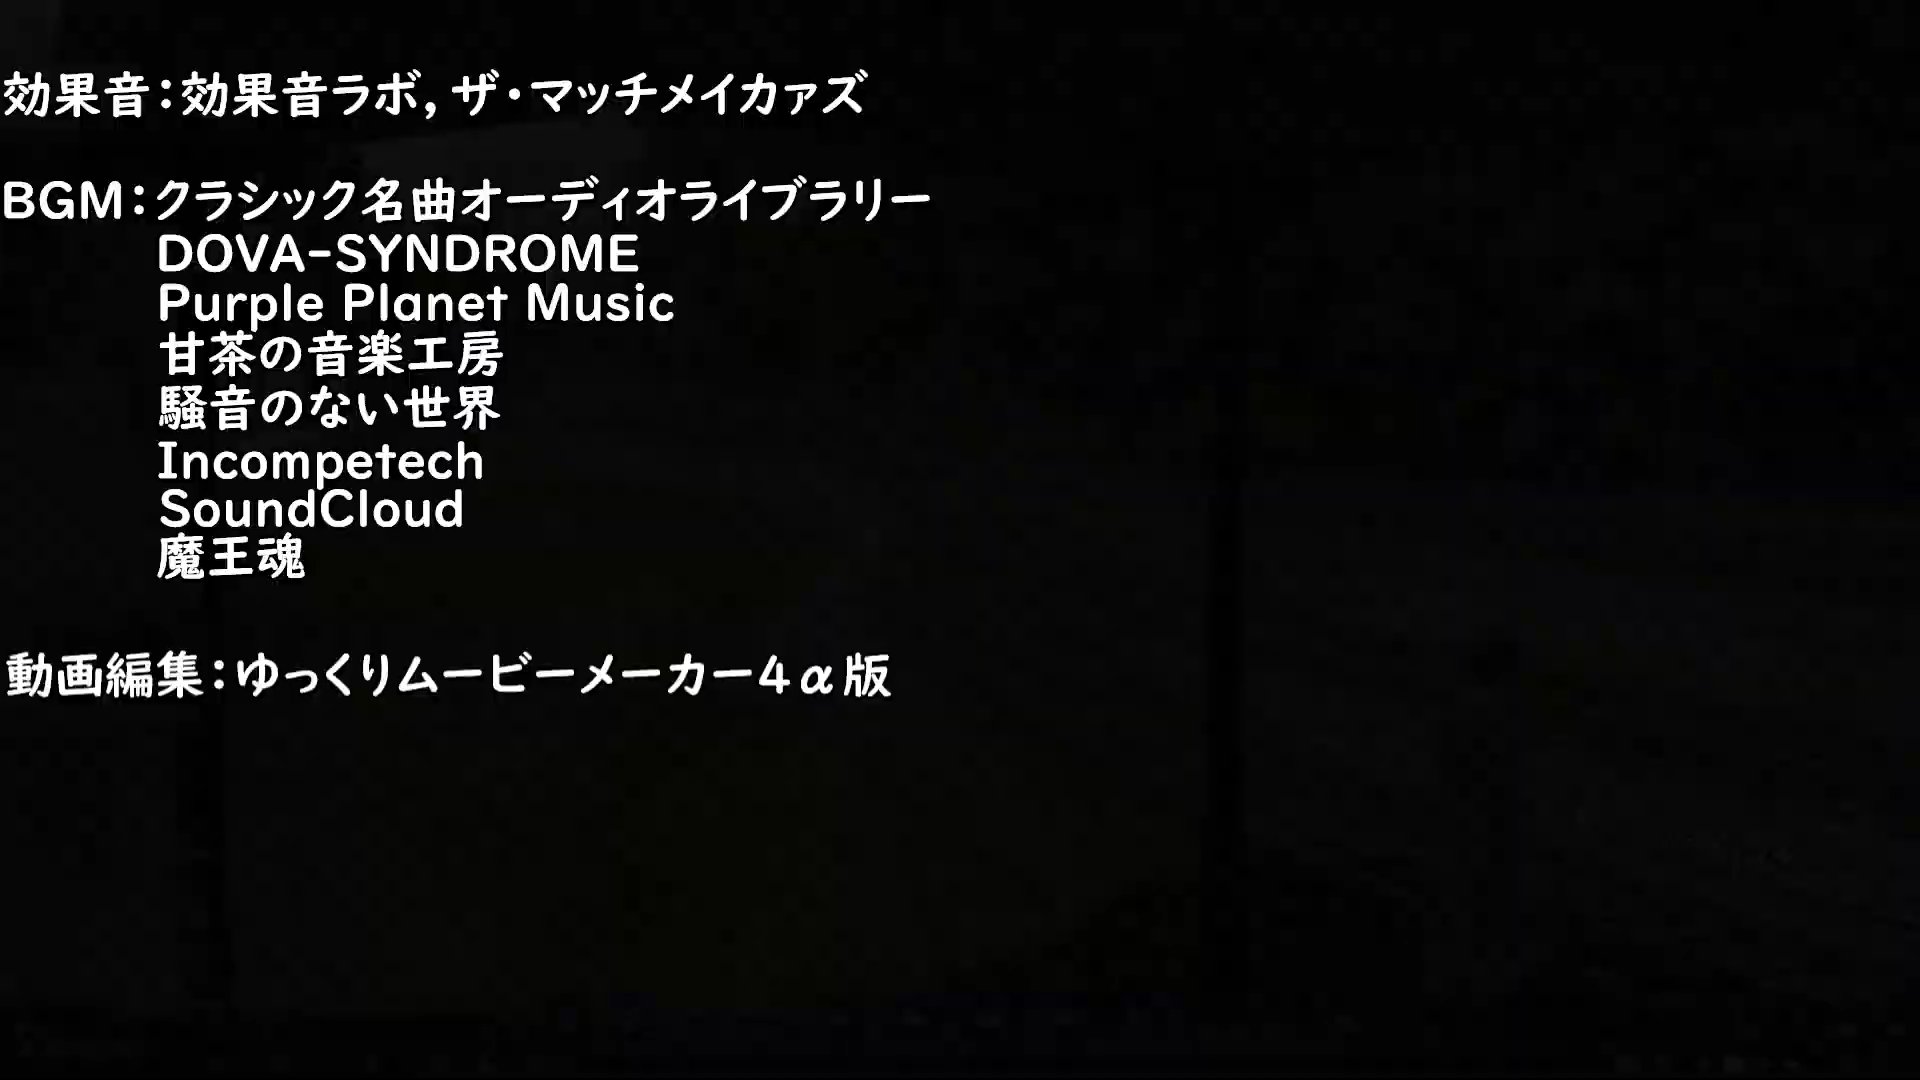 効果音：効果音ラボ, ザ・マッチメイカァズ
BGM：クラシック名曲オーディオライブラリー
DOVA-SYNDROME
Purple Planet Music
甘茶の音楽工房
騒音のない世界
Incompetech
SoundCloud
魔王魂
動画編集：ゆっくりムービーメーカー4α版